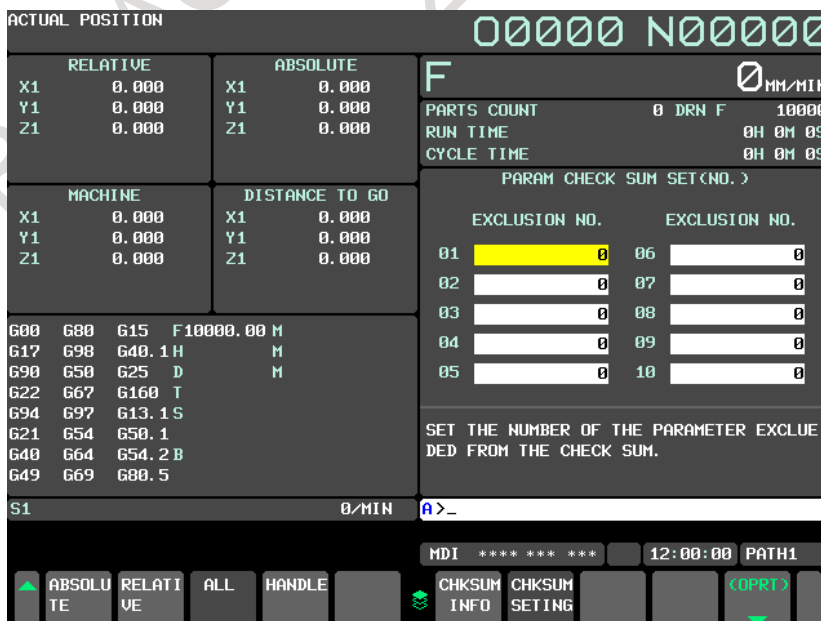 ACTUAL POSITION
O0000 N00000
RELATIVE
X1 0.000
Y1 0.000
Z1 0.000
ABSOLUTE
X1 0.000
Y1 0.000
Z1 0.000
MACHINE
X1 0.000
Y1 0.000
Z1 0.000
DISTANCE TO GO
X1 0.000
Y1 0.000
Z1 0.000
G00 G80 G15 F10000.00 M
G17 G98 G40.1 H M
G90 G50 G25 D M
G22 G67 G160 T
G94 G97 G13.1 S
G21 G54 G50.1
G40 G64 G54.2 B
G49 G69 G80.5
S1 0/MIN
F 0 MM/MIN
PARTS COUNT 0 DRN F 10000
RUN TIME 0H 0M 0S
CYCLE TIME 0H 0M 0S
PARAM CHECK SUM SET(NO.)
EXCLUSION NO. EXCLUSION NO.
01 0 06 0
02 0 07 0
03 0 08 0
04 0 09 0
05 0 10 0
SET THE NUMBER OF THE PARAMETER EXCLUE
DED FROM THE CHECK SUM.
A>_
MDI **** *** *** 12:00:00 PATH1
ABSOLU
TE
RELATI
VE
ALL
HANDLE
CHKSUM
INFO
CHKSUM
SETING
(OPRT)